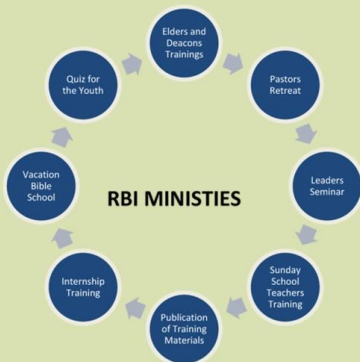 Elders and
Deacons
Trainings
Pastors
Retreat
Leaders
Seminar
Sunday
School
Teachers
Training
Publication
of Training
Materials
Internship
Training
Vacation
Bible
School
Quiz for
the Youth
RBI MINISTIES